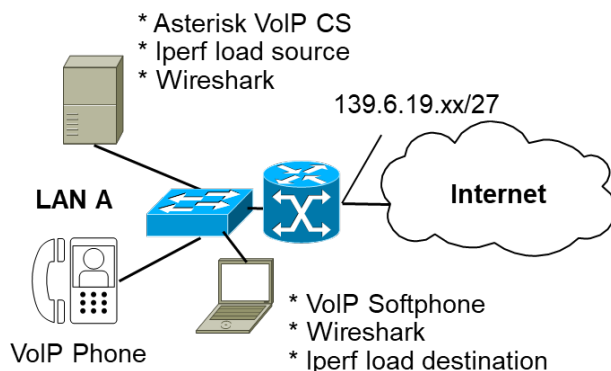 * Asterisk VoIP CS
* Iperf load source
* Wireshark
139.6.19.xx/27
LAN A
Internet
VoIP Phone
* VoIP Softphone
* Wireshark
* Iperf load destination